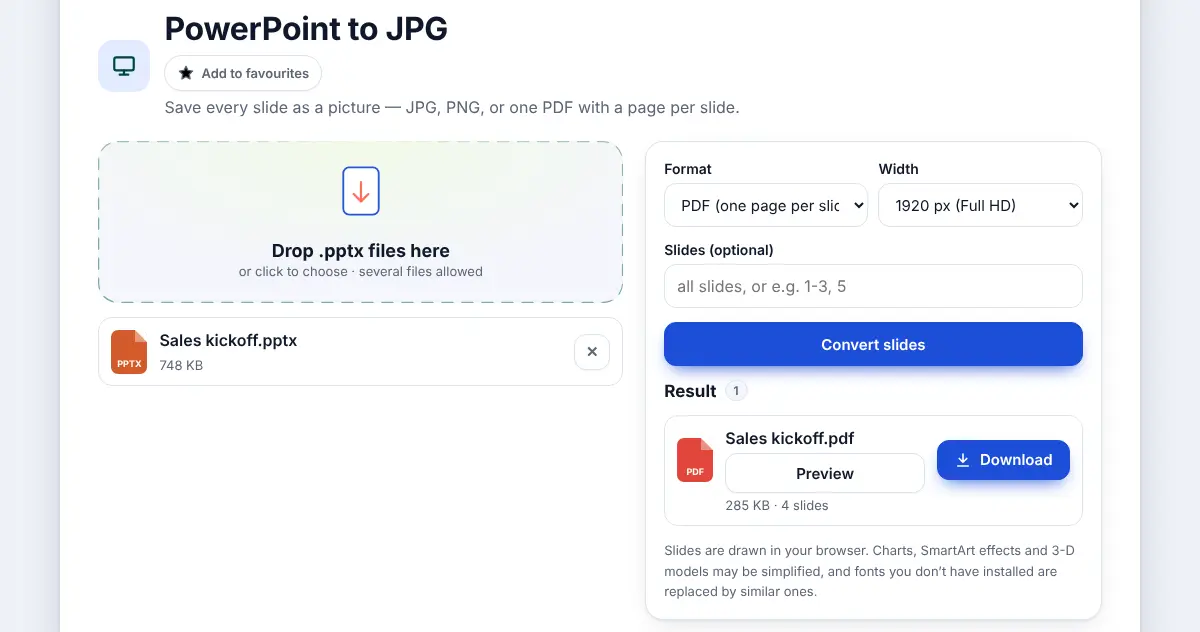 PowerPoint to JPG
Add to favourites
Save every slide as a picture — JPG, PNG, or one PDF with a page per slide.
Drop .pptx files here
or click to choose · several files allowed
PPTX
Sales kickoff.pptx
748 KB
Format
Width
PDF (one page per slic
1920 px (Full HD)
Slides (optional)
all slides, or e.g. 1-3, 5
Convert slides
Result 1
PDF
Sales kickoff.pdf
Preview
Download
285 KB · 4 slides
Slides are drawn in your browser. Charts, SmartArt effects and 3-D
models may be simplified, and fonts you don’t have installed are
replaced by similar ones.